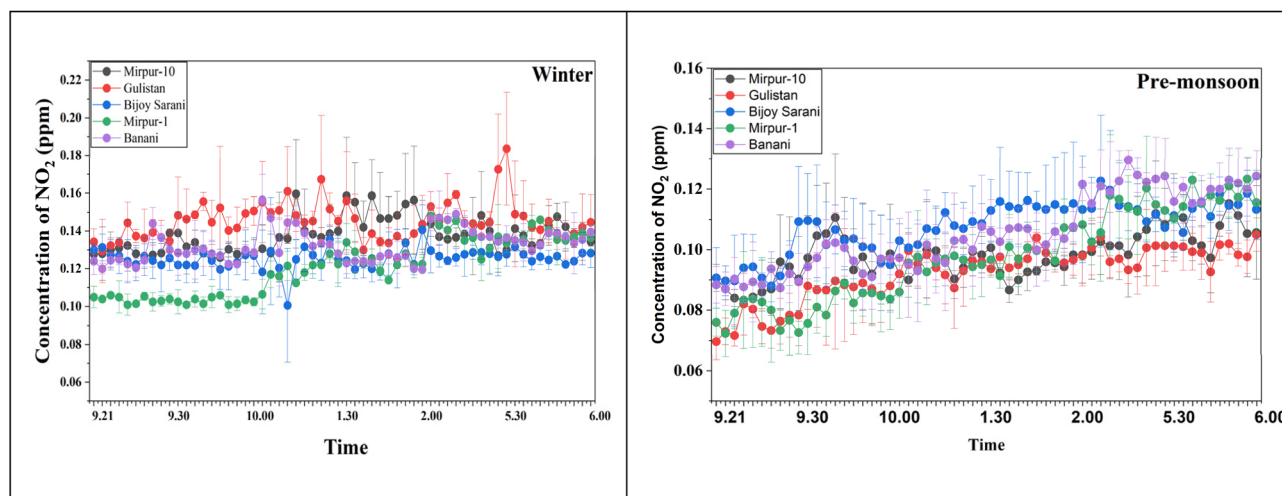 Winter
Mirpur-10
Gulistan
Bijoy Sarani
Mirpur-1
Banani
Concentration of NO₂ (ppm)
0.22
0.20
0.18
0.16
0.14
0.12
0.10
0.08
0.06
9.21 9.30 10.00 1.30 2.00 5.30 6.00
Time
Pre-monsoon
Mirpur-10
Gulistan
Bijoy Sarani
Mirpur-1
Banani
Concentration of NO₂ (ppm)
0.16
0.14
0.12
0.10
0.08
0.06
9.21 9.30 10.00 1.30 2.00 5.30 6.00
Time